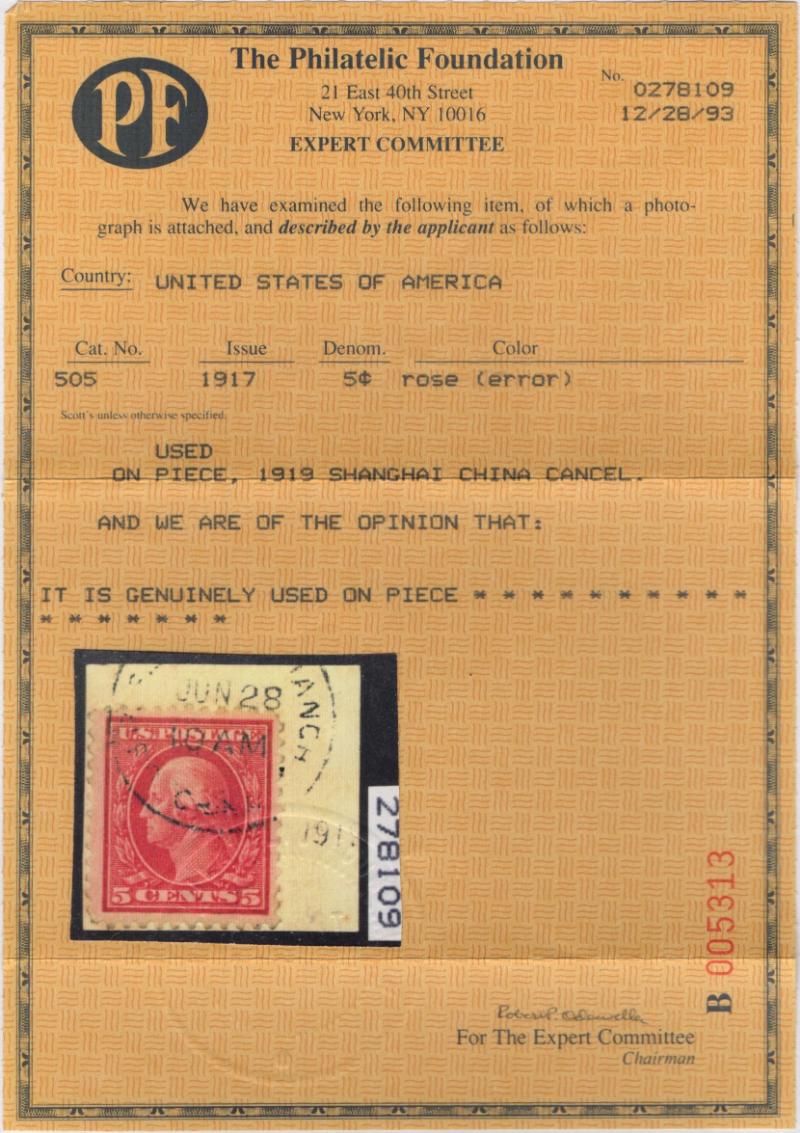 PF
The Philatelic Foundation
21 East 40th Street
New York, NY 10016
EXPERT COMMITTEE
No. 0278109
12/28/93
We have examined the following item, of which a photo-
graph is attached, and described by the applicant as follows:
Country: UNITED STATES OF AMERICA
Cat. No. Issue Denom. Color
505 1917 5¢ rose (error)
Scott's unless otherwise specified.
USED
ON PIECE, 1919 SHANGHAI CHINA CANCEL.
AND WE ARE OF THE OPINION THAT:
IT IS GENUINELY USED ON PIECE * * * * * * * * * *
* * * * * * *
JUN 28
10 AM
U.S. POSTAGE
5 CENTS 5
278109
B 005313
For The Expert Committee
Chairman